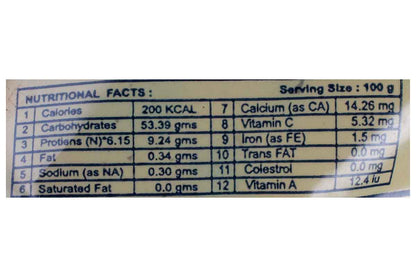 NUTRITIONAL FACTS :
Serving Size : 100 g
1 Calories 200 KCAL
2 Carbohydrates 53.39 gms
3 Protiens (N)*6.15 9.24 gms
4 Fat 0.34 gms
5 Sodium (as NA) 0.30 gms
6 Saturated Fat 0.0 gms
7 Calcium (as CA) 14.26 mg
8 Vitamin C 5.32 mg
9 Iron (as FE) 1.5 mg
10 Trans FAT 0.0 mg
11 Colestrol 0.0 mg
12 Vitamin A 12.4 iu